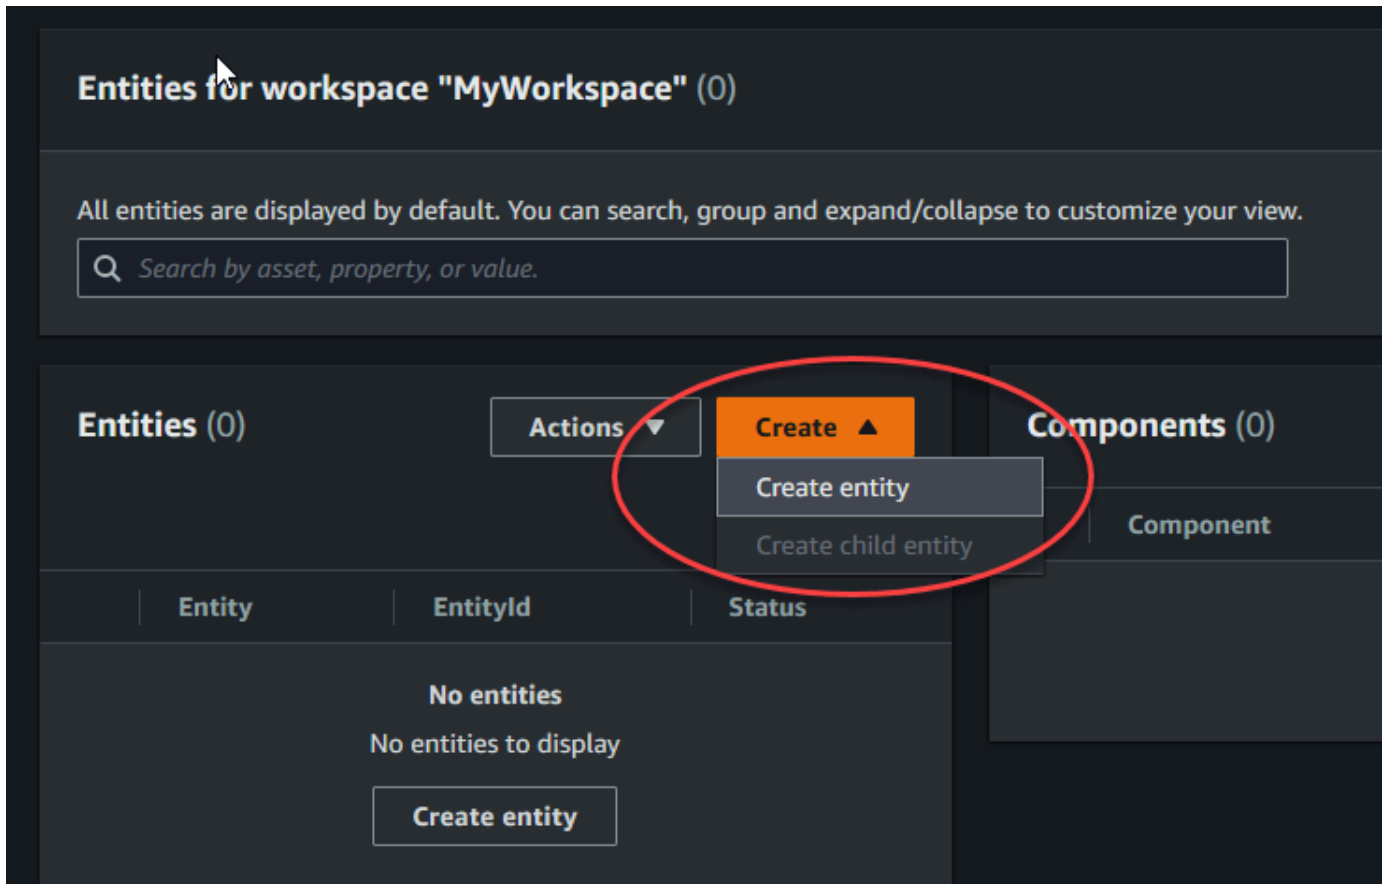 Entities for workspace "MyWorkspace" (0)
All entities are displayed by default. You can search, group and expand/collapse to customize your view.
Search by asset, property, or value.
Entities (0)
Actions
Create
Create entity
Create child entity
Components (0)
Component
Entity
EntityId
Status
No entities
No entities to display
Create entity